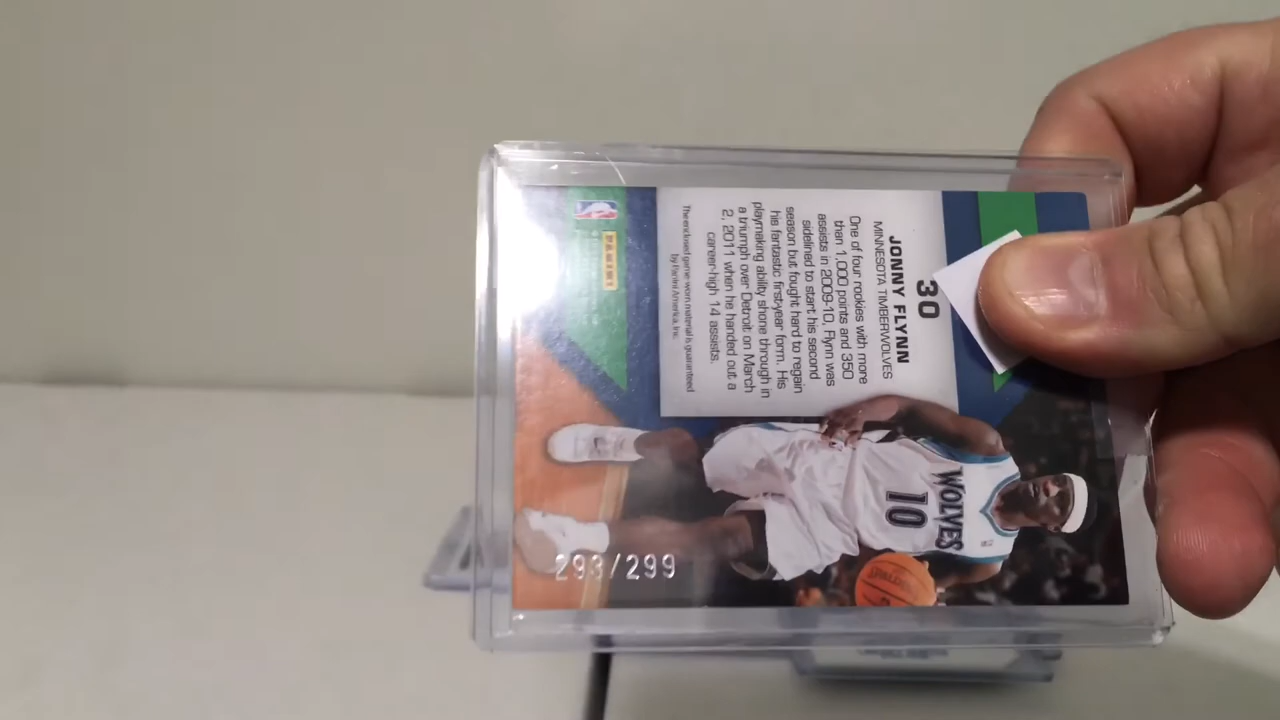 30
JONNY FLYNN
MINNESOTA TIMBERWOLVES
One of four rookies with more
than 1,000 points and 350
assists in 2009-10, Flynn was
sidelined to start his second
season but fought hard to regain
his fantastic first-year form. His
playmaking ability shone through in
a triumph over Detroit on March
2, 2011 when he handed out a
career-high 14 assists.
The enclosed game-worn material is guaranteed
by Panini America, Inc.
PANINI
WOLVES
10
293/299